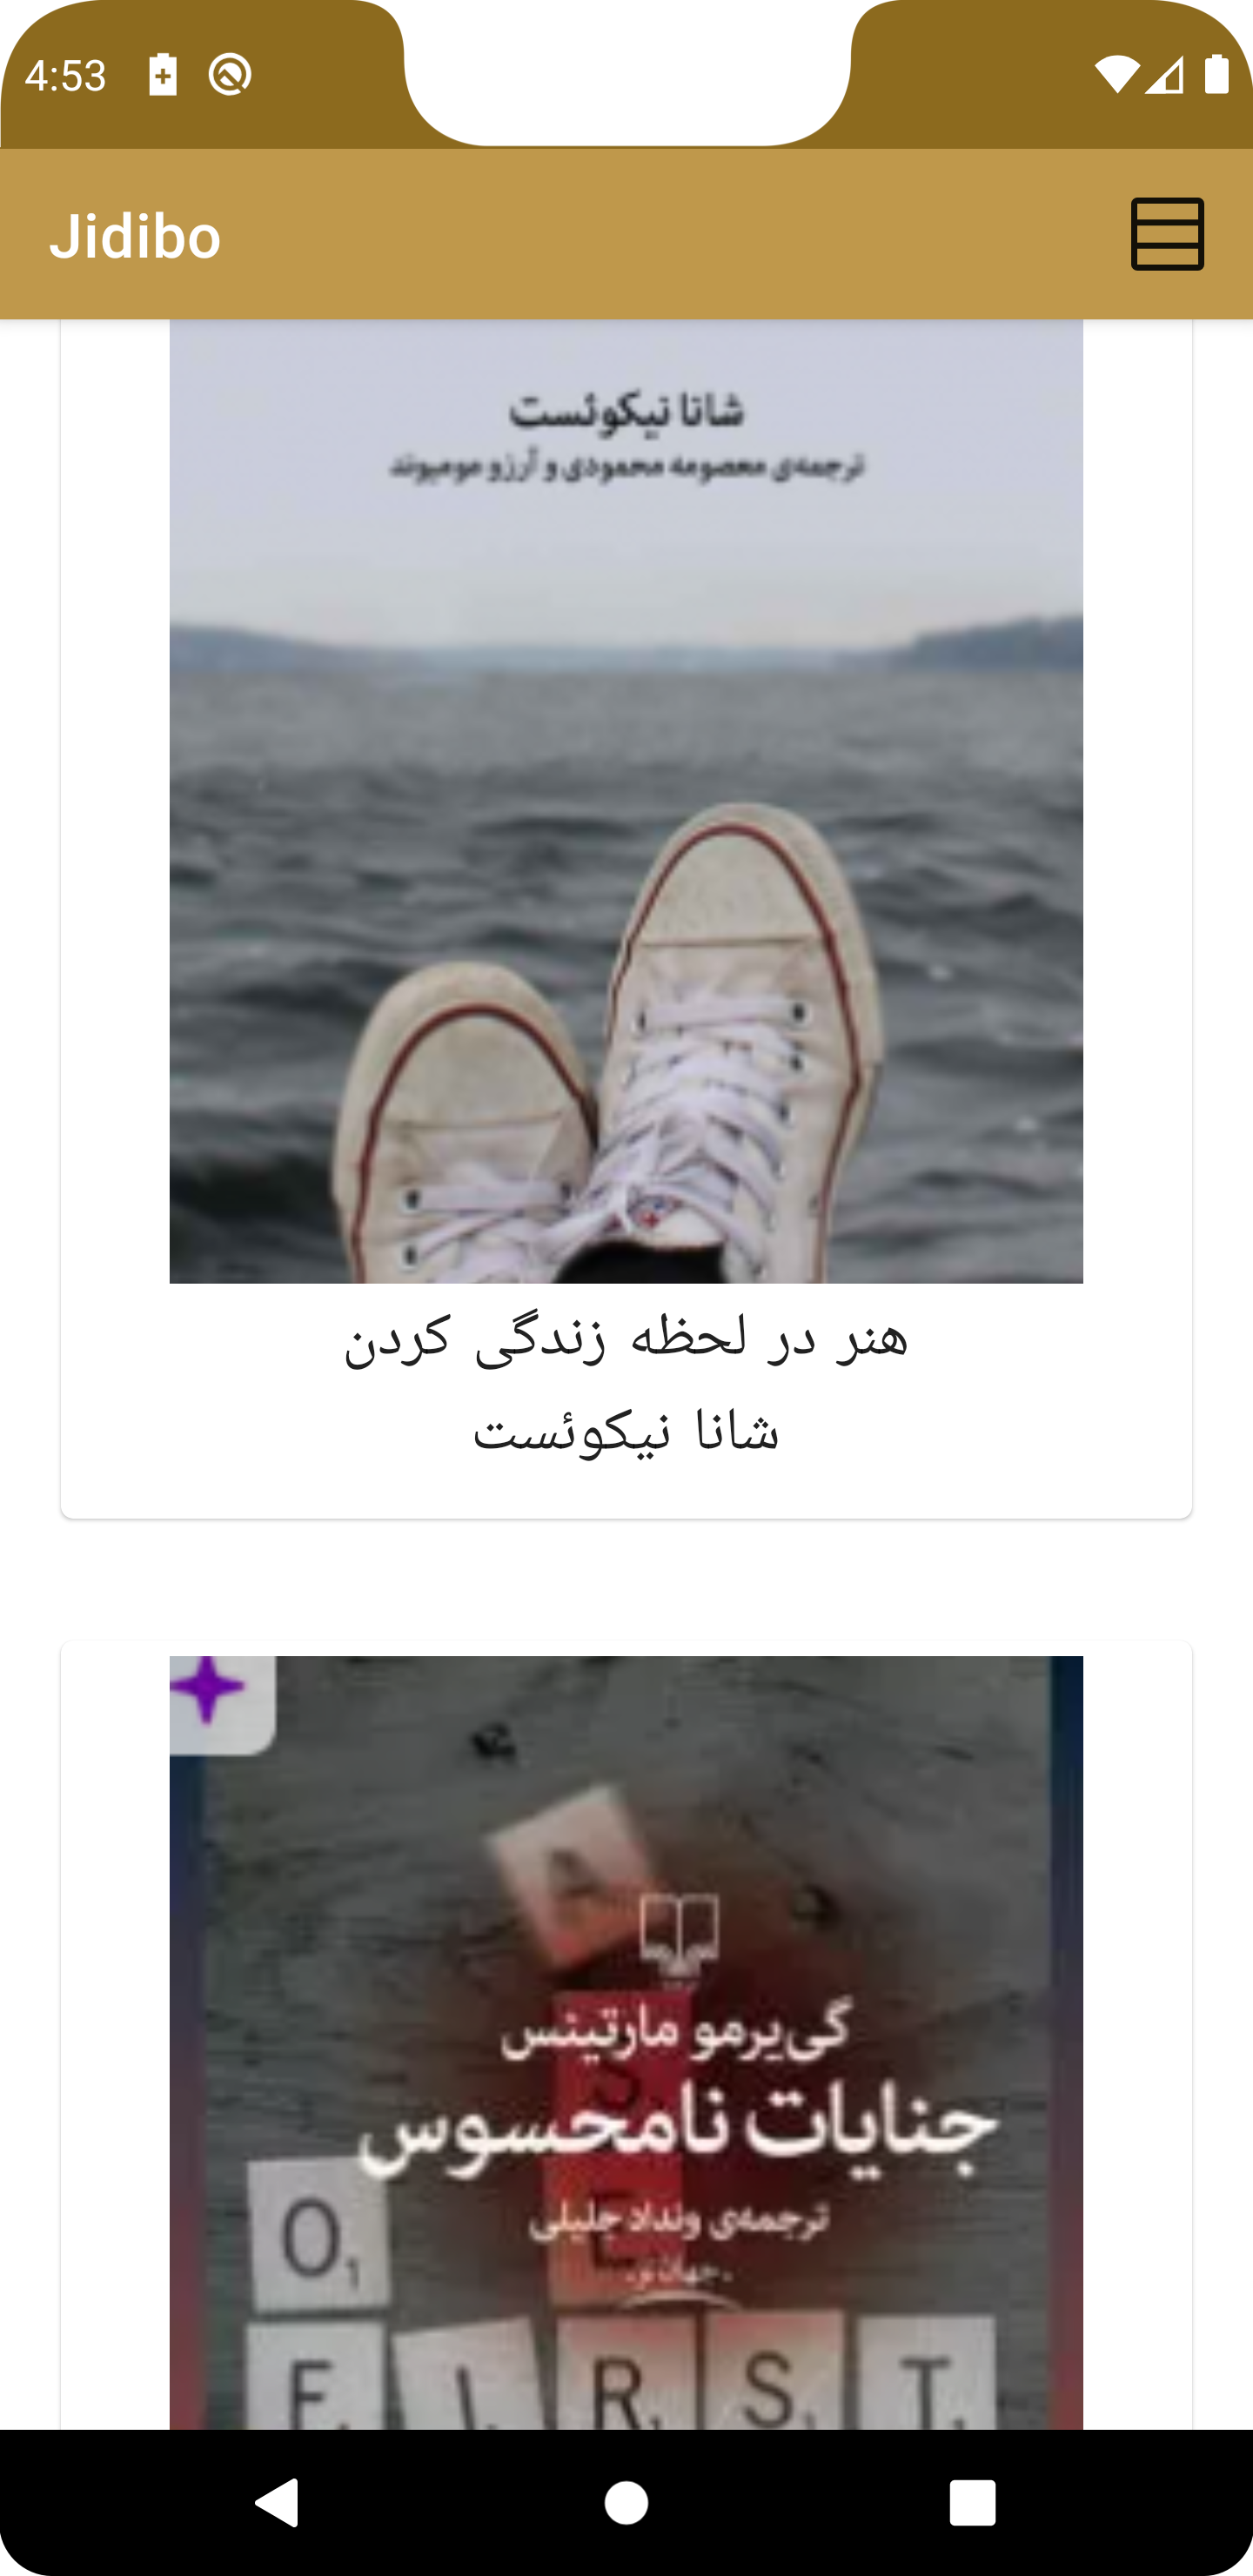 4:53
Jidibo
شانا نیکوئست
ترجمه‌ی معصومه محمودی و آرزو مومیوند
هنر در لحظه زندگی کردن
شانا نیکوئست
A
گی‌یرمو مارتینس
جنایات نامحسوس
ترجمه‌ی ونداد جلیلی
ـ جهان نو ـ
O1
F I R S T